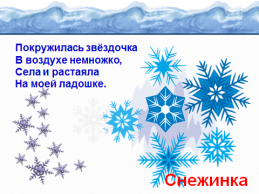 Покружилась звёздочка
В воздухе немножко,
Села и растаяла
На моей ладошке.
Снежинка